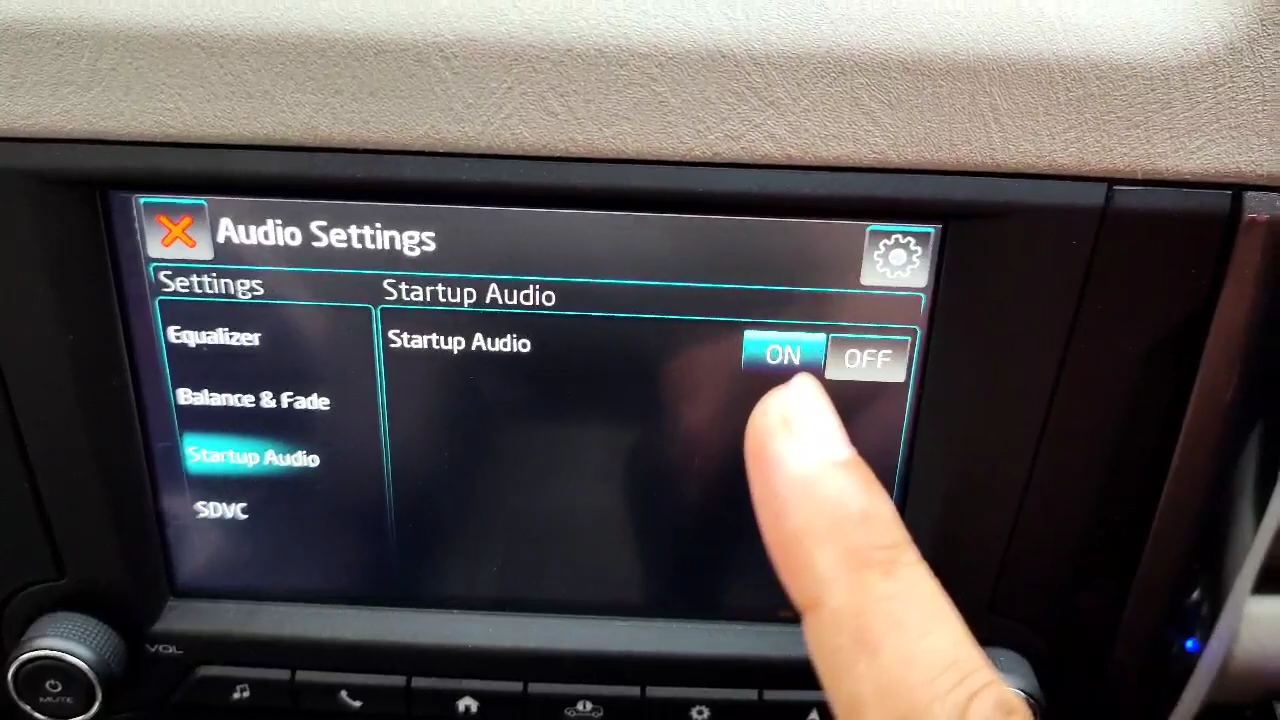 Audio Settings
Settings
Startup Audio
Equalizer
Startup Audio
ON
OFF
Balance & Fade
Startup Audio
SDVC
VOL
MUTE
A